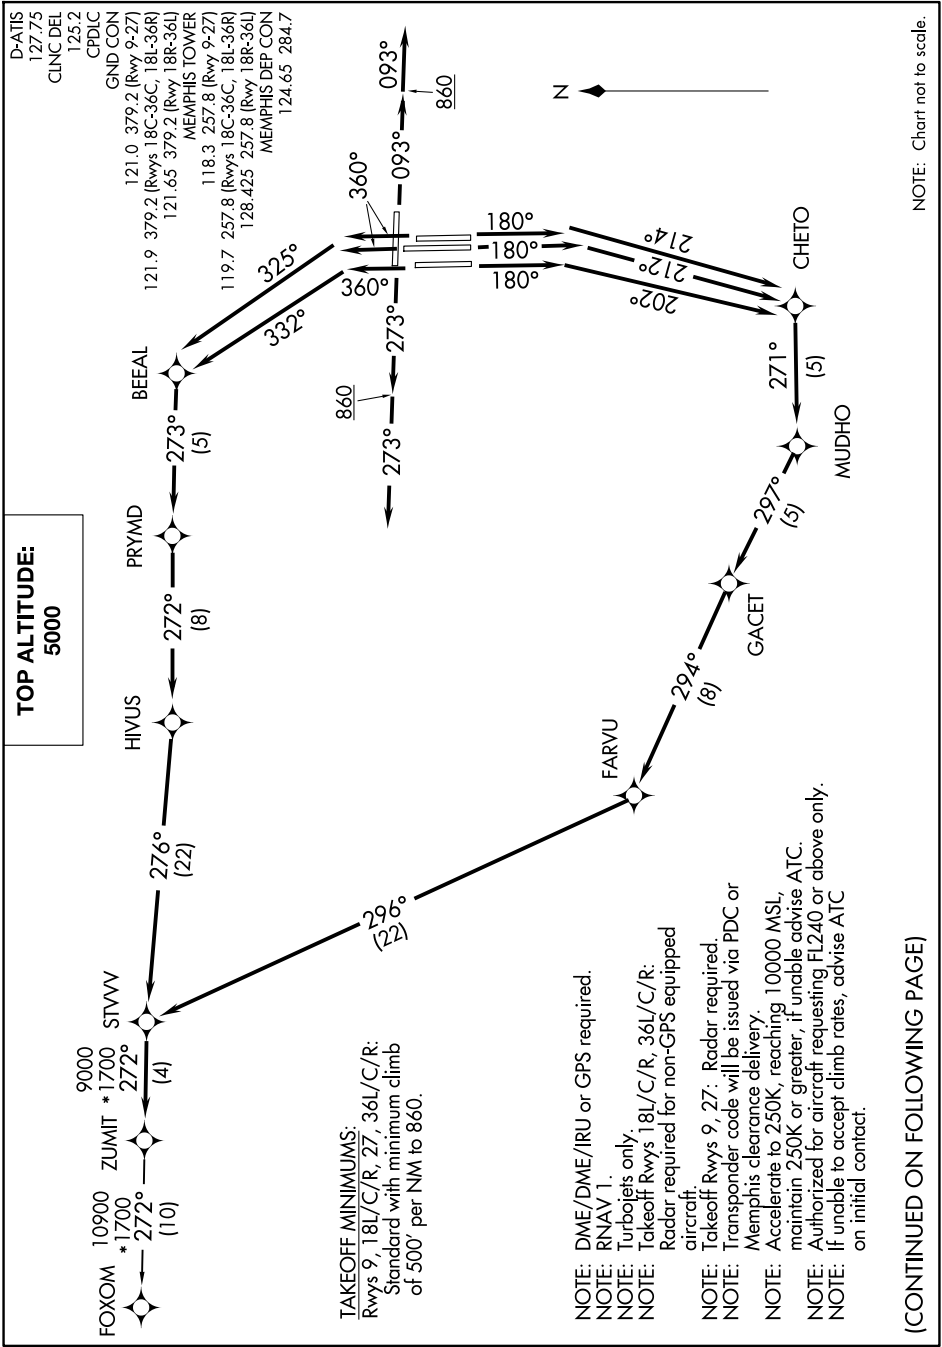 D-ATIS
127.75
CLNC DEL
125.2
CPDLC
GND CON
121.0 379.2 (Rwy 9-27)
121.9 379.2 (Rwys 18C-36C, 18L-36R)
121.65 379.2 (Rwy 18R-36L)
MEMPHIS TOWER
118.3 257.8 (Rwy 9-27)
119.7 257.8 (Rwys 18C-36C, 18L-36R)
128.425 257.8 (Rwy 18R-36L)
MEMPHIS DEP CON
124.65 284.7
TOP ALTITUDE:
5000
FOXOM
10900
*1700
272°
(10)
ZUMIT
9000
*1700
272°
(4)
STVVV
276°
(22)
HIVUS
272°
(8)
PRYMD
273°
(5)
BEEAL
325°
332°
360°
360°
273°
860
273°
093°
860
093°
N
180°
180°
180°
214°
212°
202°
CHETO
271°
(5)
MUDHO
297°
(5)
GACET
294°
(8)
FARVU
296°
(22)
TAKEOFF MINIMUMS:
Rwys 9, 18L/C/R, 27, 36L/C/R:
Standard with minimum climb
of 500' per NM to 860.
NOTE: DME/DME/IRU or GPS required.
NOTE: RNAV 1.
NOTE: Turbojets only.
NOTE: Takeoff Rwys 18L/C/R, 36L/C/R:
Radar required for non-GPS equipped
aircraft.
NOTE: Takeoff Rwys 9, 27: Radar required.
NOTE: Transponder code will be issued via PDC or
Memphis clearance delivery.
NOTE: Accelerate to 250K, reaching 10000 MSL,
maintain 250K or greater, if unable advise ATC.
NOTE: Authorized for aircraft requesting FL240 or above only.
NOTE: If unable to accept climb rates, advise ATC
on initial contact.
NOTE: Chart not to scale.
(CONTINUED ON FOLLOWING PAGE)